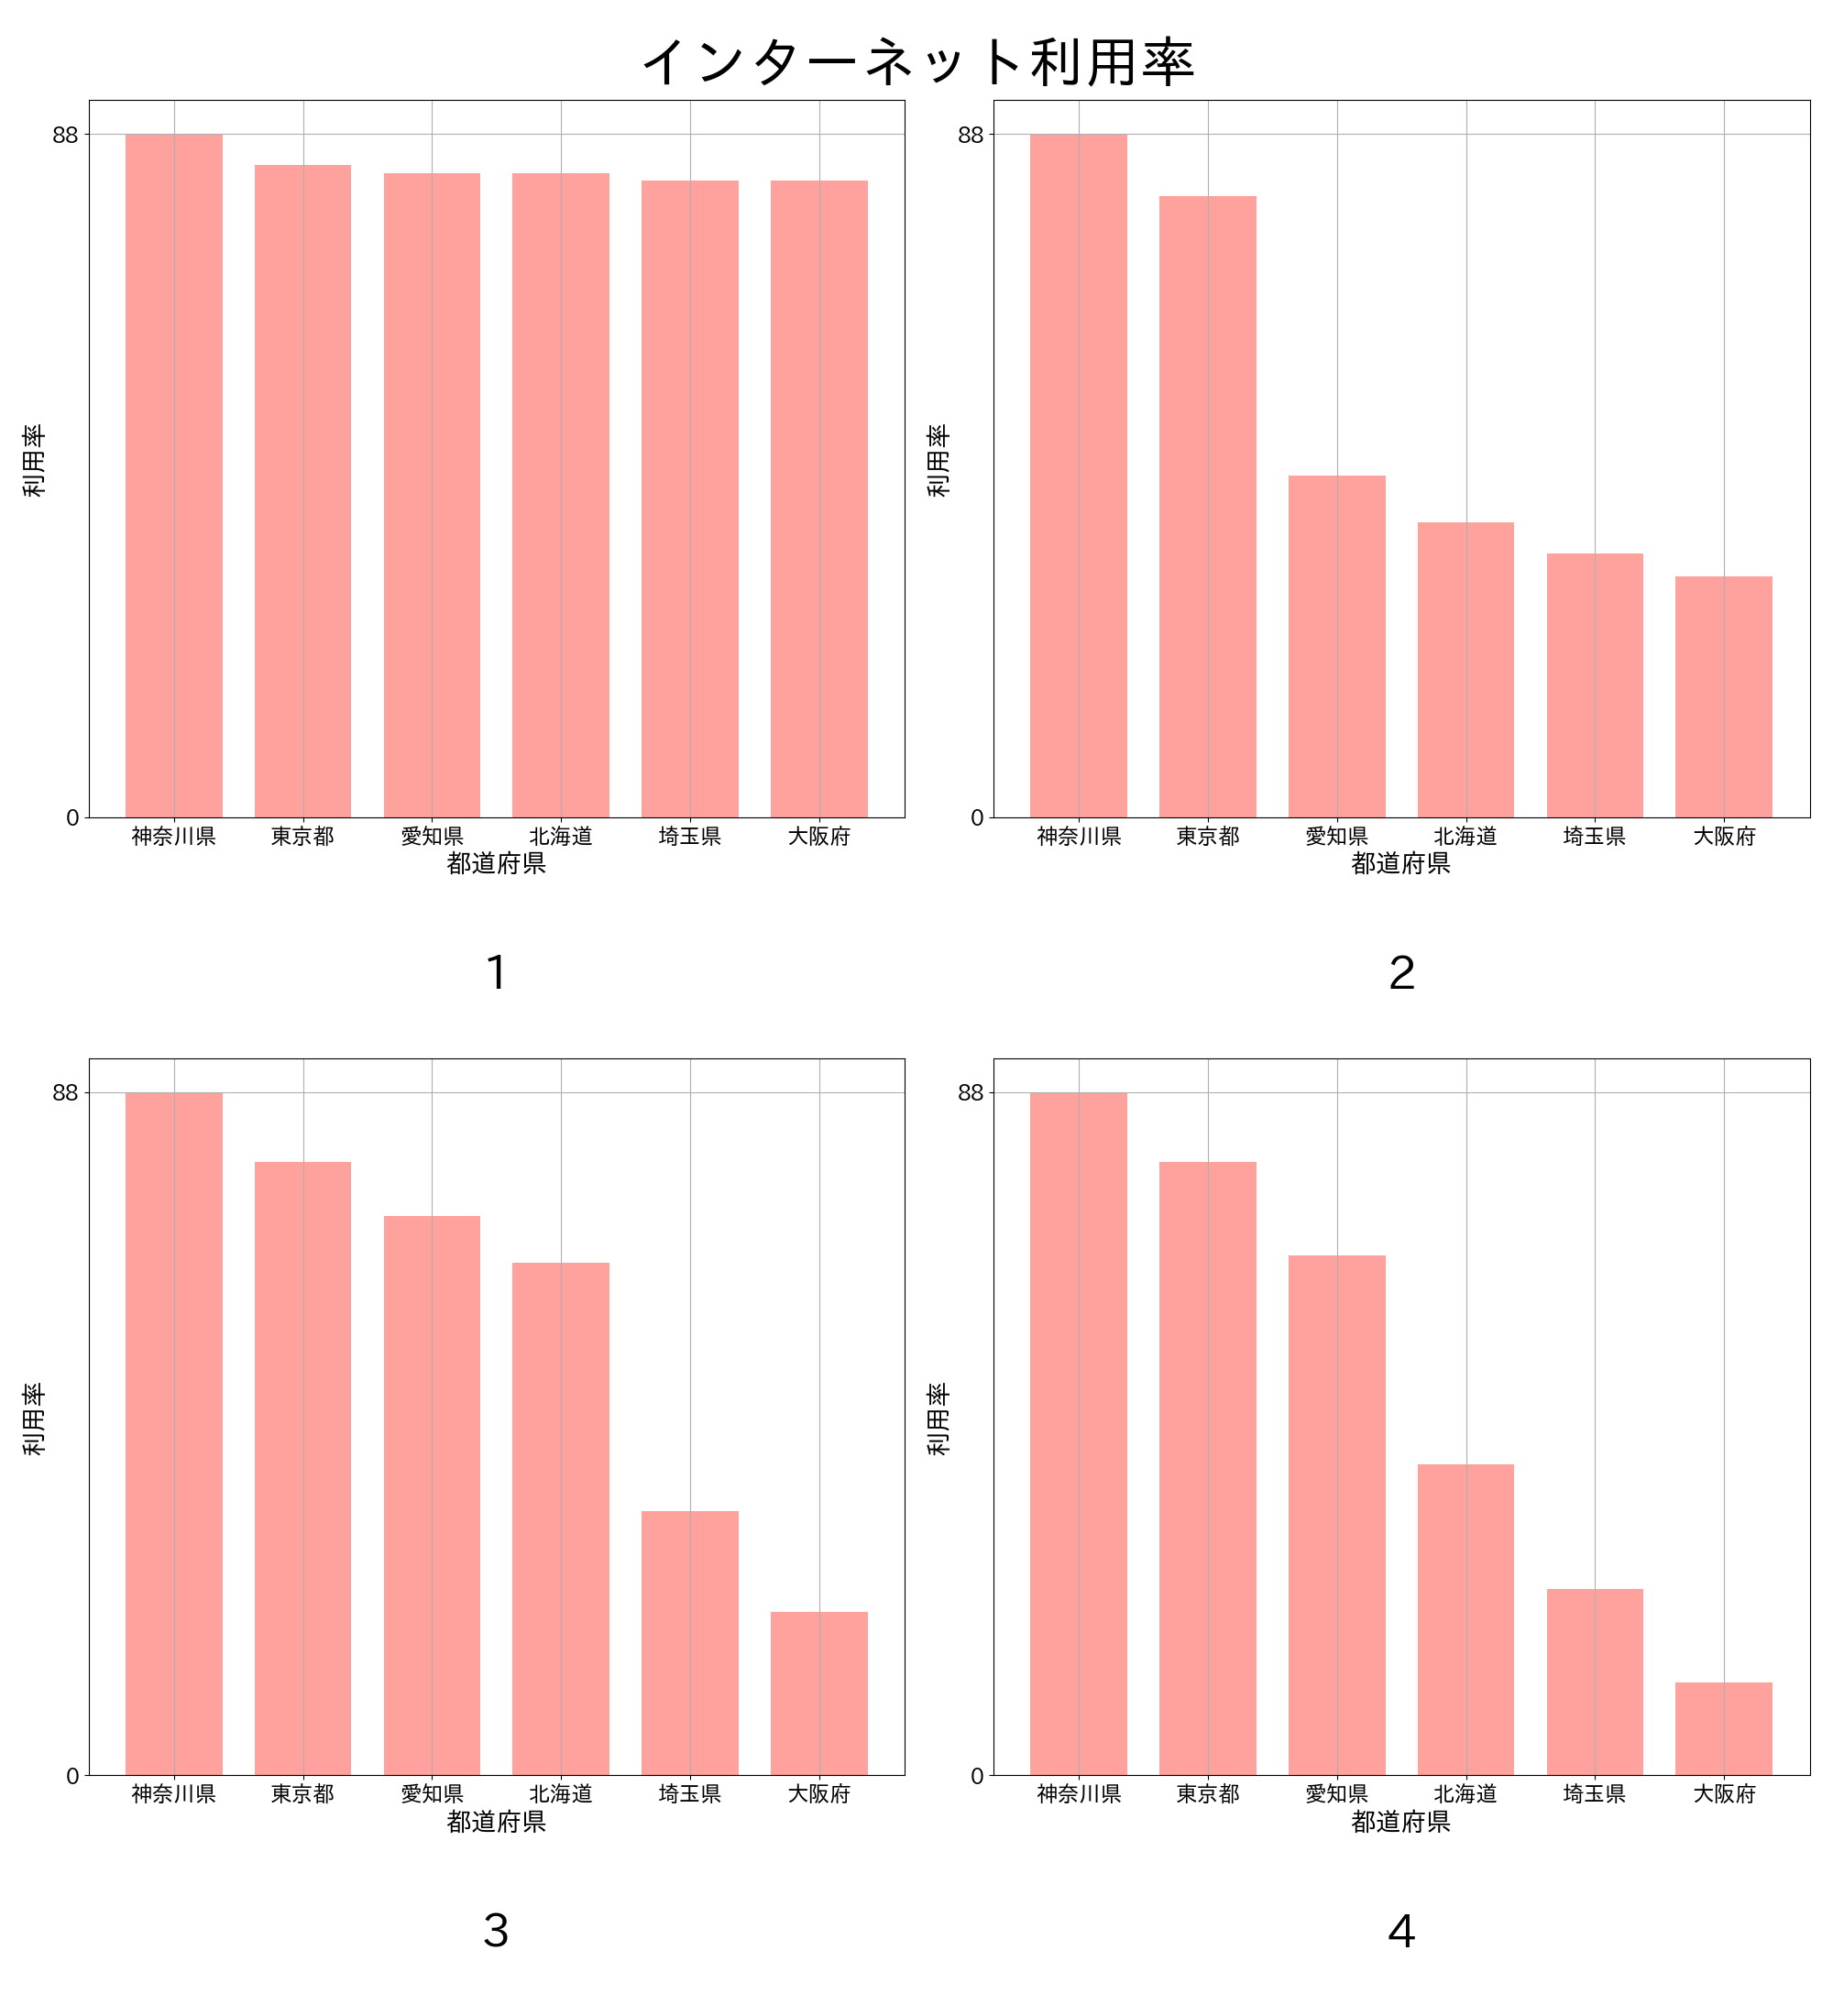 インターネット利用率
88
0
利用率
神奈川県 東京都 愛知県 北海道 埼玉県 大阪府
都道府県
1
88
0
利用率
神奈川県 東京都 愛知県 北海道 埼玉県 大阪府
都道府県
2
88
0
利用率
神奈川県 東京都 愛知県 北海道 埼玉県 大阪府
都道府県
3
88
0
利用率
神奈川県 東京都 愛知県 北海道 埼玉県 大阪府
都道府県
4